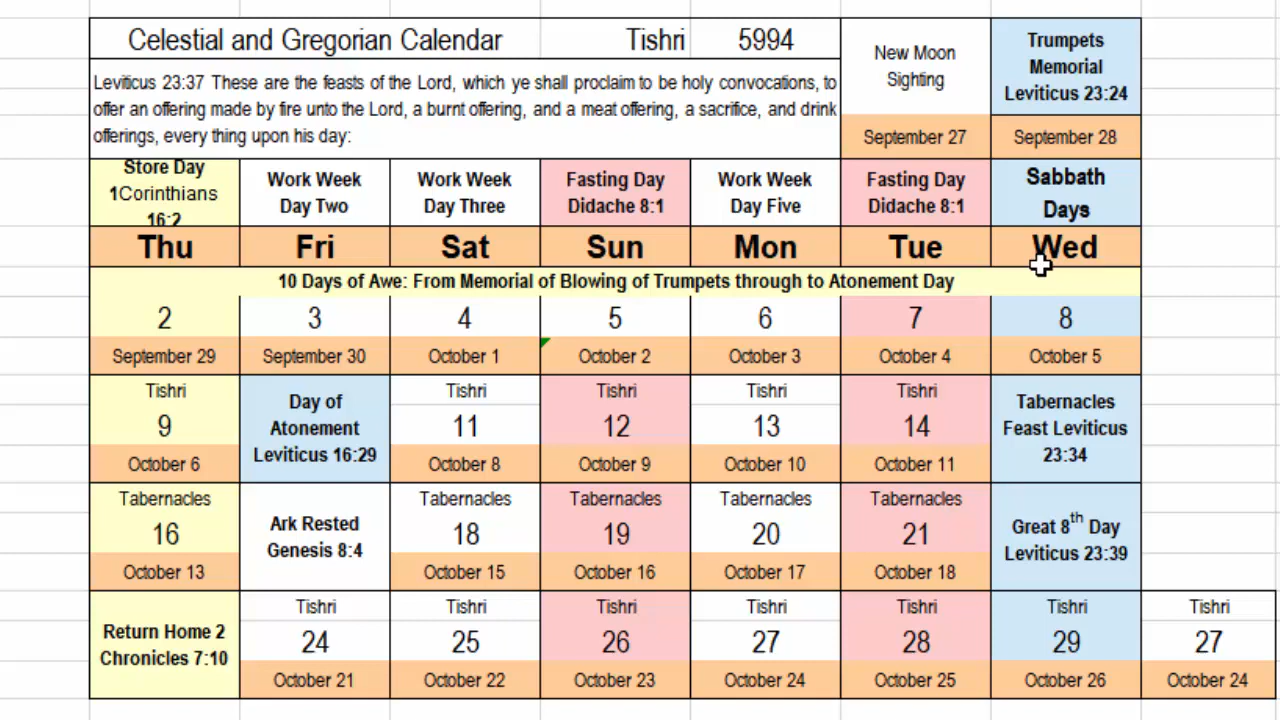 Celestial and Gregorian Calendar Tishri 5994
New Moon
Sighting
Trumpets
Memorial
Leviticus 23:24
Leviticus 23:37 These are the feasts of the Lord, which ye shall proclaim to be holy convocations, to
offer an offering made by fire unto the Lord, a burnt offering, and a meat offering, a sacrifice, and drink
offerings, every thing upon his day:
September 27 September 28
Store Day
1Corinthians
16:2
Work Week
Day Two
Work Week
Day Three
Fasting Day
Didache 8:1
Work Week
Day Five
Fasting Day
Didache 8:1
Sabbath
Days
Thu Fri Sat Sun Mon Tue Wed
10 Days of Awe: From Memorial of Blowing of Trumpets through to Atonement Day
2 3 4 5 6 7 8
September 29 September 30 October 1 October 2 October 3 October 4 October 5
Tishri
9
October 6
Day of
Atonement
Leviticus 16:29
Tishri
11
October 8
Tishri
12
October 9
Tishri
13
October 10
Tishri
14
October 11
Tabernacles
Feast Leviticus
23:34
Tabernacles
16
October 13
Ark Rested
Genesis 8:4
Tabernacles
18
October 15
Tabernacles
19
October 16
Tabernacles
20
October 17
Tabernacles
21
October 18
Great 8th Day
Leviticus 23:39
Return Home 2
Chronicles 7:10
Tishri
24
October 21
Tishri
25
October 22
Tishri
26
October 23
Tishri
27
October 24
Tishri
28
October 25
Tishri
29
October 26
Tishri
27
October 24